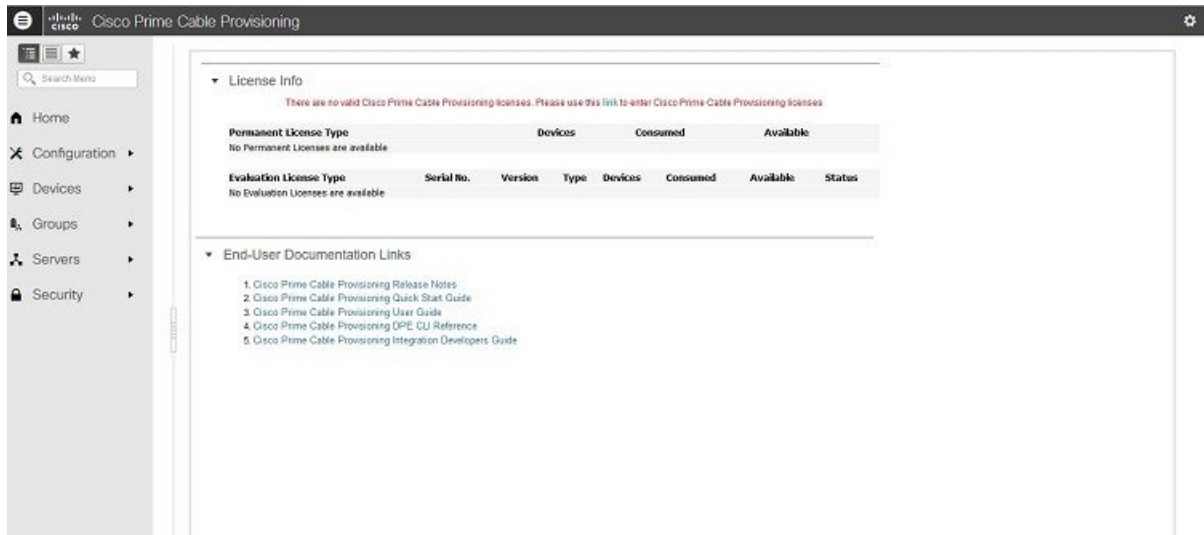 CISCO Cisco Prime Cable Provisioning
Search Menu
Home
Configuration
Devices
Groups
Servers
Security
License Info
There are no valid Cisco Prime Cable Provisioning licenses. Please use this link to enter Cisco Prime Cable Provisioning licenses
Permanent License Type Devices Consumed Available
No Permanent Licenses are available
Evaluation License Type Serial No. Version Type Devices Consumed Available Status
No Evaluation Licenses are available
End-User Documentation Links
1. Cisco Prime Cable Provisioning Release Notes
2. Cisco Prime Cable Provisioning Quick Start Guide
3. Cisco Prime Cable Provisioning User Guide
4. Cisco Prime Cable Provisioning DPE CLI Reference
5. Cisco Prime Cable Provisioning Integration Developers Guide